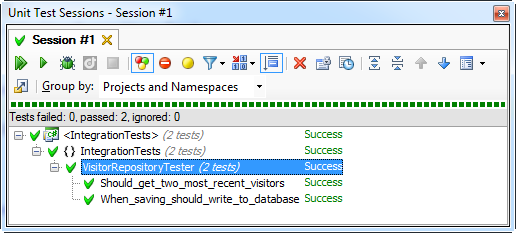 Unit Test Sessions - Session #1
Session #1
Group by: Projects and Namespaces
Tests failed: 0, passed: 2, ignored: 0
<IntegrationTests> (2 tests) Success
{ } IntegrationTests (2 tests) Success
VisitorRepositoryTester (2 tests) Success
Should_get_two_most_recent_visitors Success
When_saving_should_write_to_database Success